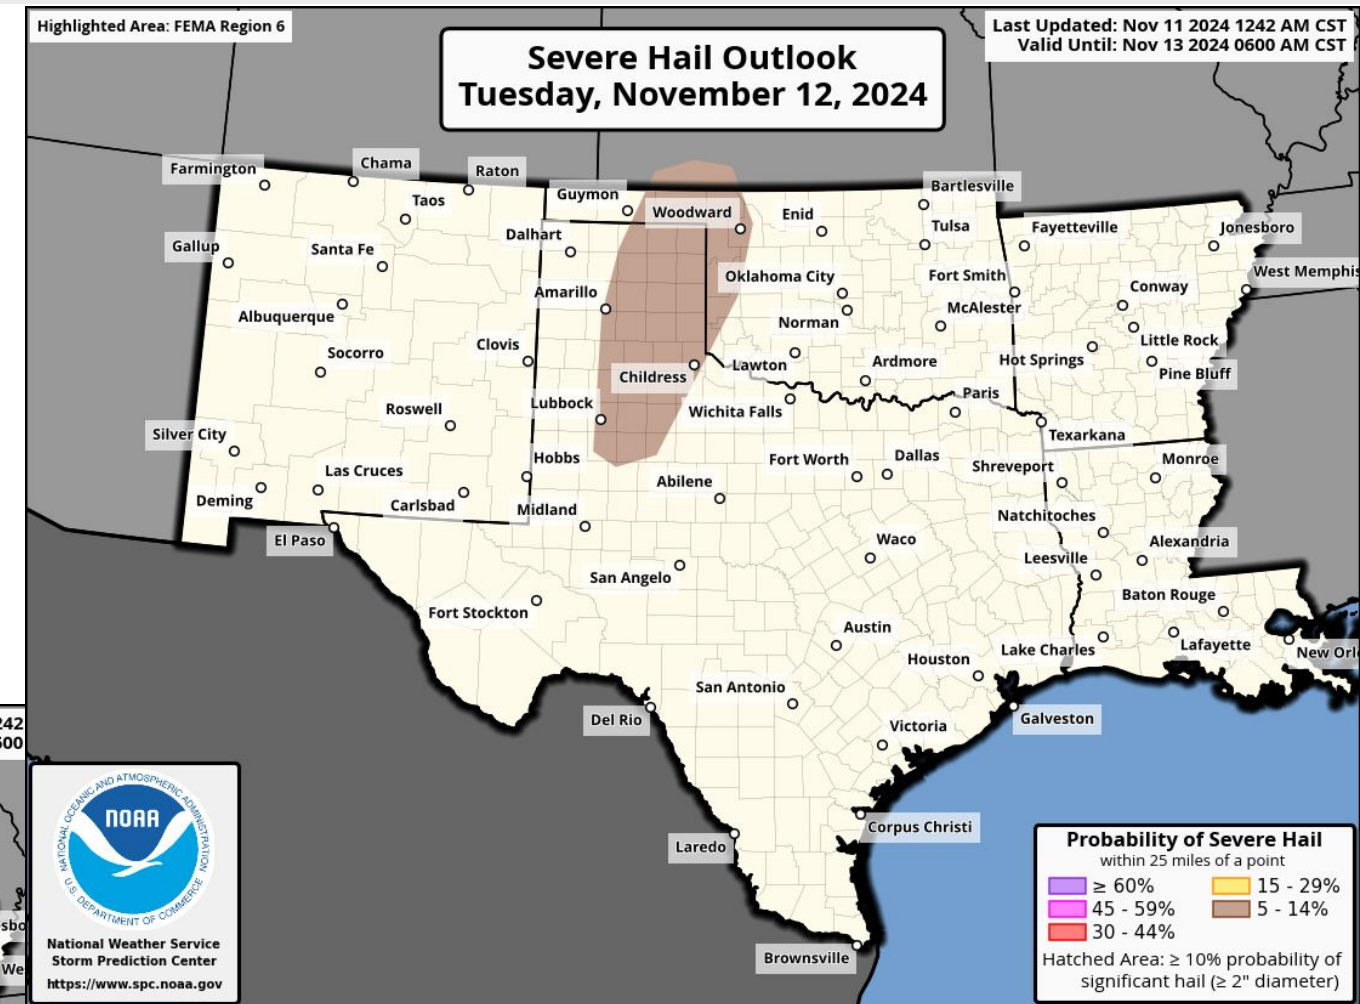 Highlighted Area: FEMA Region 6
Last Updated: Nov 11 2024 1242 AM CST
Valid Until: Nov 13 2024 0600 AM CST
Severe Hail Outlook
Tuesday, November 12, 2024
Farmington
Chama
Raton
Taos
Guymon
Woodward
Enid
Bartlesville
Tulsa
Fayetteville
Jonesboro
Gallup
Santa Fe
Dalhart
Amarillo
Oklahoma City
Fort Smith
Conway
West Memphis
Albuquerque
Norman
McAlester
Socorro
Clovis
Childress
Lawton
Ardmore
Hot Springs
Little Rock
Pine Bluff
Roswell
Lubbock
Wichita Falls
Paris
Texarkana
Silver City
Las Cruces
Hobbs
Fort Worth
Dallas
Shreveport
Monroe
Deming
Carlsbad
Midland
Abilene
Natchitoches
El Paso
San Angelo
Waco
Leesville
Alexandria
Fort Stockton
Baton Rouge
Austin
Houston
Lake Charles
Lafayette
New Orl
San Antonio
Del Rio
Victoria
Galveston
242
600
Corpus Christi
Laredo
Brownsville
sbo
We
NATIONAL OCEANIC AND ATMOSPHERIC ADMINISTRATION
NOAA
U.S. DEPARTMENT OF COMMERCE
National Weather Service
Storm Prediction Center
https://www.spc.noaa.gov
Probability of Severe Hail
within 25 miles of a point
≥ 60%
15 - 29%
45 - 59%
5 - 14%
30 - 44%
Hatched Area: ≥ 10% probability of
significant hail (≥ 2" diameter)